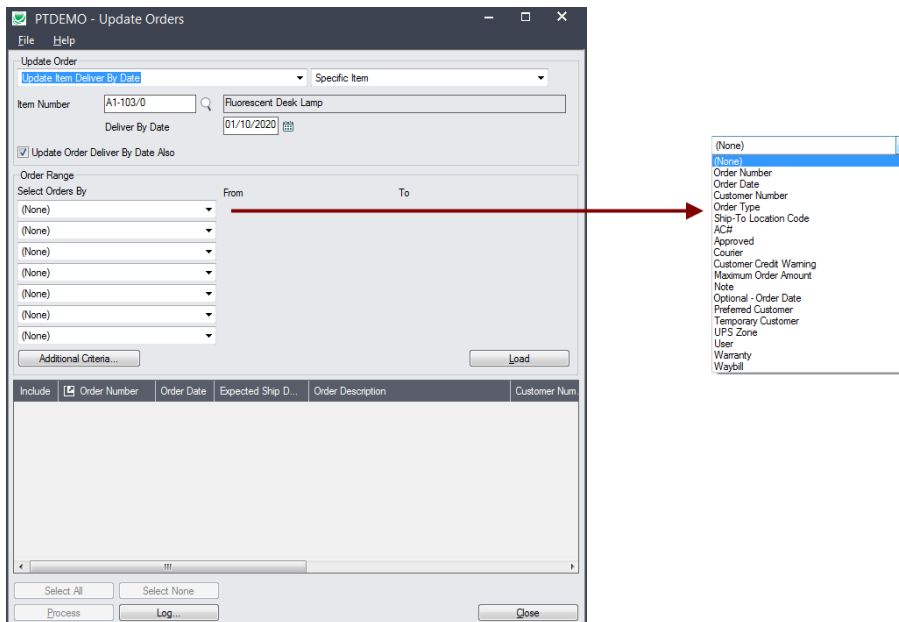 PTDEMO - Update Orders
File Help
Update Order
Update Item Deliver By Date Specific Item
Item Number A1-103/0 Fluorescent Desk Lamp
Deliver By Date 01/10/2020
Update Order Deliver By Date Also
Order Range
Select Orders By From To
(None)
(None)
(None)
(None)
(None)
(None)
(None)
Additional Criteria... Load
Include Order Number Order Date Expected Ship D... Order Description Customer Num
Select All Select None
Process Log... Close
(None)
(None)
Order Number
Order Date
Customer Number
Order Type
Ship-To Location Code
AC#
Approved
Courier
Customer Credit Warning
Maximum Order Amount
Note
Optional - Order Date
Preferred Customer
Temporary Customer
UPS Zone
User
Warranty
Waybill